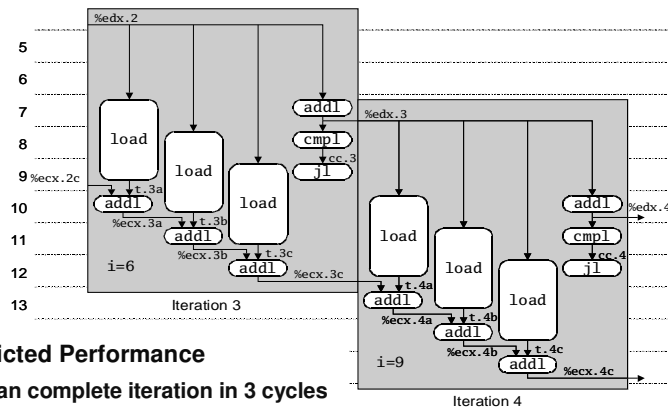 %edx.2
5
6
7
addl
%edx.3
8
load
cmpl
load
cc.3
9
%ecx.2c
t.3a
load
jl
10
addl
%ecx.3a
t.3b
addl
%edx.4
11
addl
%ecx.3b
t.3c
load
load
cmpl
cc.4
12
i=6
addl
%ecx.3c
t.4a
load
jl
13
Iteration 3
addl
%ecx.4a
t.4b
addl
%ecx.4b
t.4c
icted Performance
i=9
addl
%ecx.4c
an complete iteration in 3 cycles
Iteration 4